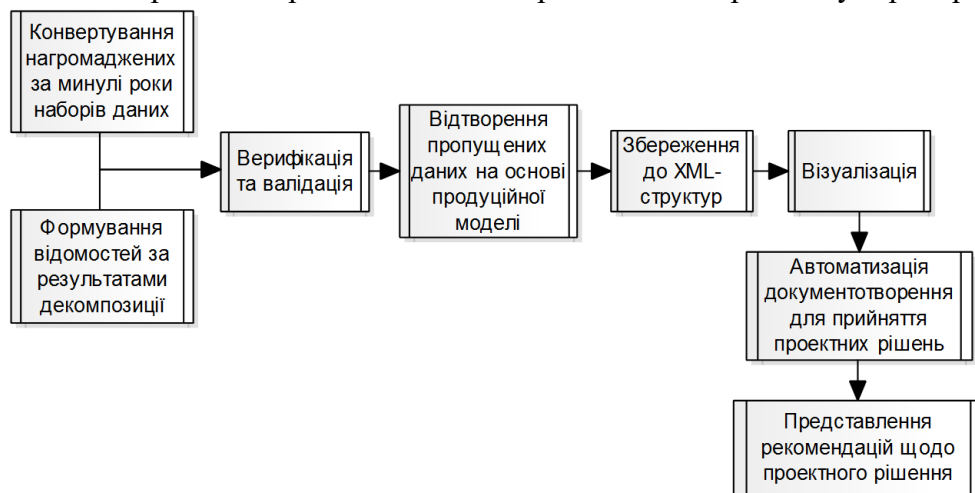 Конвертування
нагромаджених
за минулі роки
наборів даних
Формування
відомостей за
результатами
декомпозиції
Верифікація
та валідація
Відтворення
пропущених
даних на основі
продуційної
моделі
Збереження
до XML-
структур
Візуалізація
Автоматизація
документотворення
для прийняття
проектних рішень
Представлення
рекомендацій щодо
проектного рішення